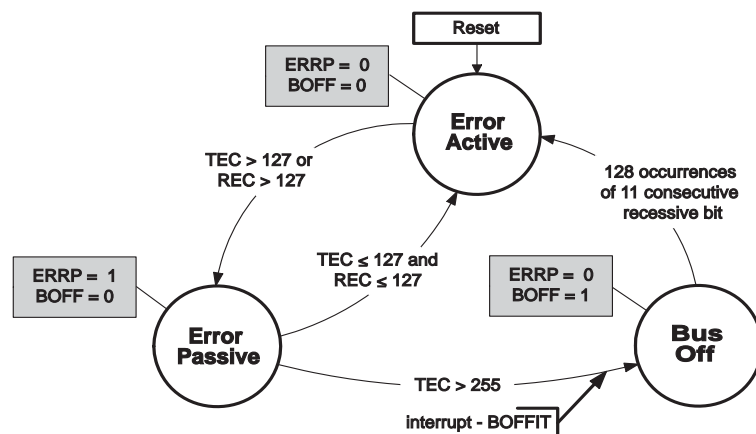 Reset
ERRP = 0
BOFF = 0
Error
Active
TEC > 127 or
REC > 127
128 occurrences
of 11 consecutive
recessive bit
TEC ≤ 127 and
REC ≤ 127
ERRP = 1
BOFF = 0
ERRP = 0
BOFF = 1
Error
Passive
Bus
Off
TEC > 255
interrupt - BOFFIT